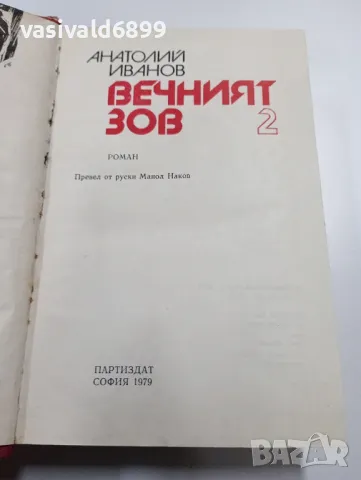 vasivald6899
АНАТОЛИЙ
ИВАНОВ
ВЕЧНИЯТ
ЗОВ 2
РОМАН
Превел от руски Манол Наков
ПАРТИЗДАТ
СОФИЯ 1979
bazar